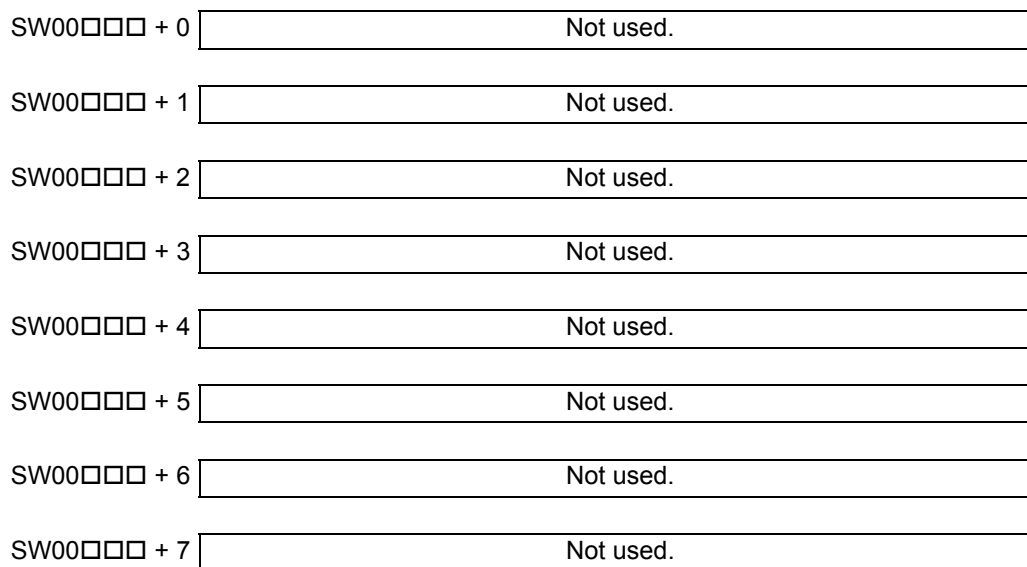 SW00□□□ + 0 Not used.
SW00□□□ + 1 Not used.
SW00□□□ + 2 Not used.
SW00□□□ + 3 Not used.
SW00□□□ + 4 Not used.
SW00□□□ + 5 Not used.
SW00□□□ + 6 Not used.
SW00□□□ + 7 Not used.